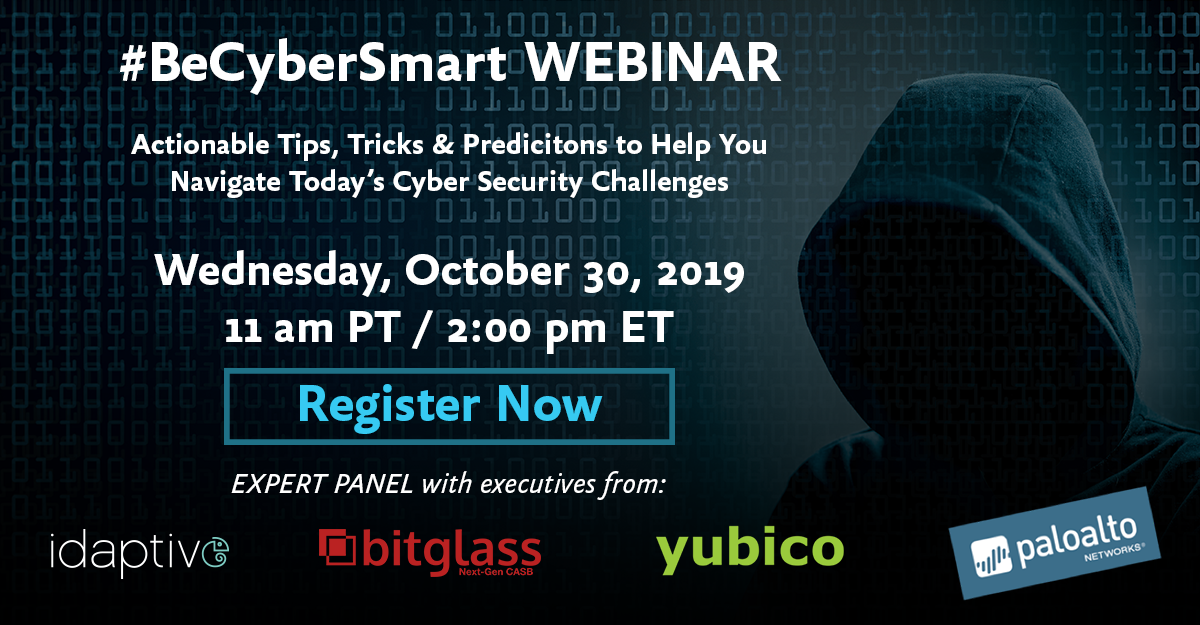 #BeCyberSmart WEBINAR
Actionable Tips, Tricks & Predicitons to Help You
Navigate Today's Cyber Security Challenges
Wednesday, October 30, 2019
11 am PT / 2:00 pm ET
Register Now
EXPERT PANEL with executives from:
idaptive
bitglass
Next-Gen CASB
yubico
paloalto
NETWORKS®